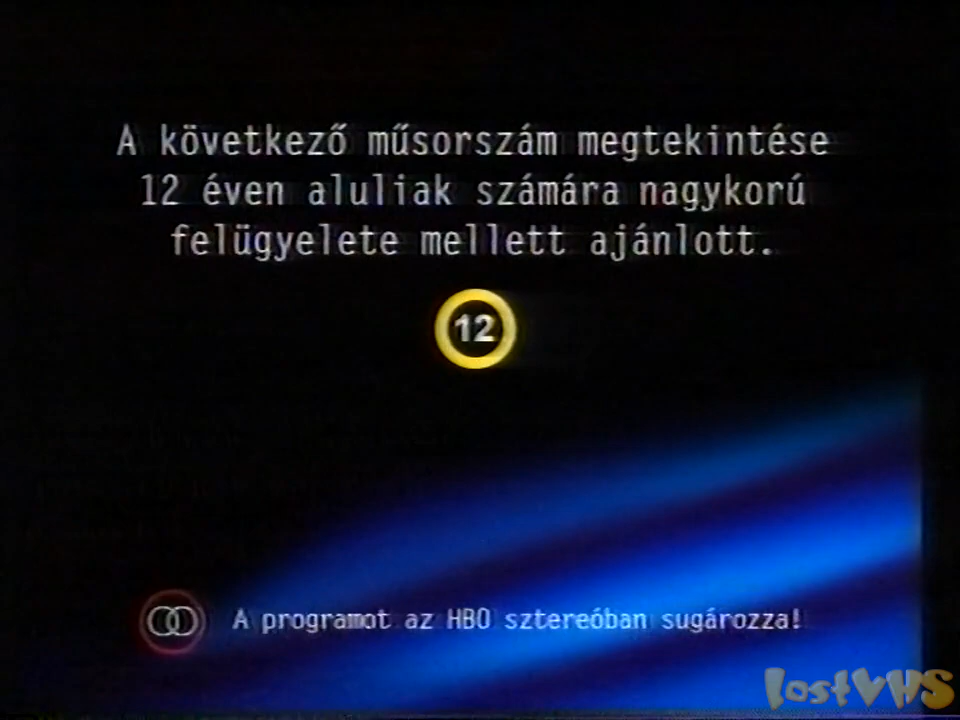 A következő műsorszám megtekintése
12 éven aluliak számára nagykorú
felügyelete mellett ajánlott.
12
A programot az HBO sztereóban sugározza!
lostVHS